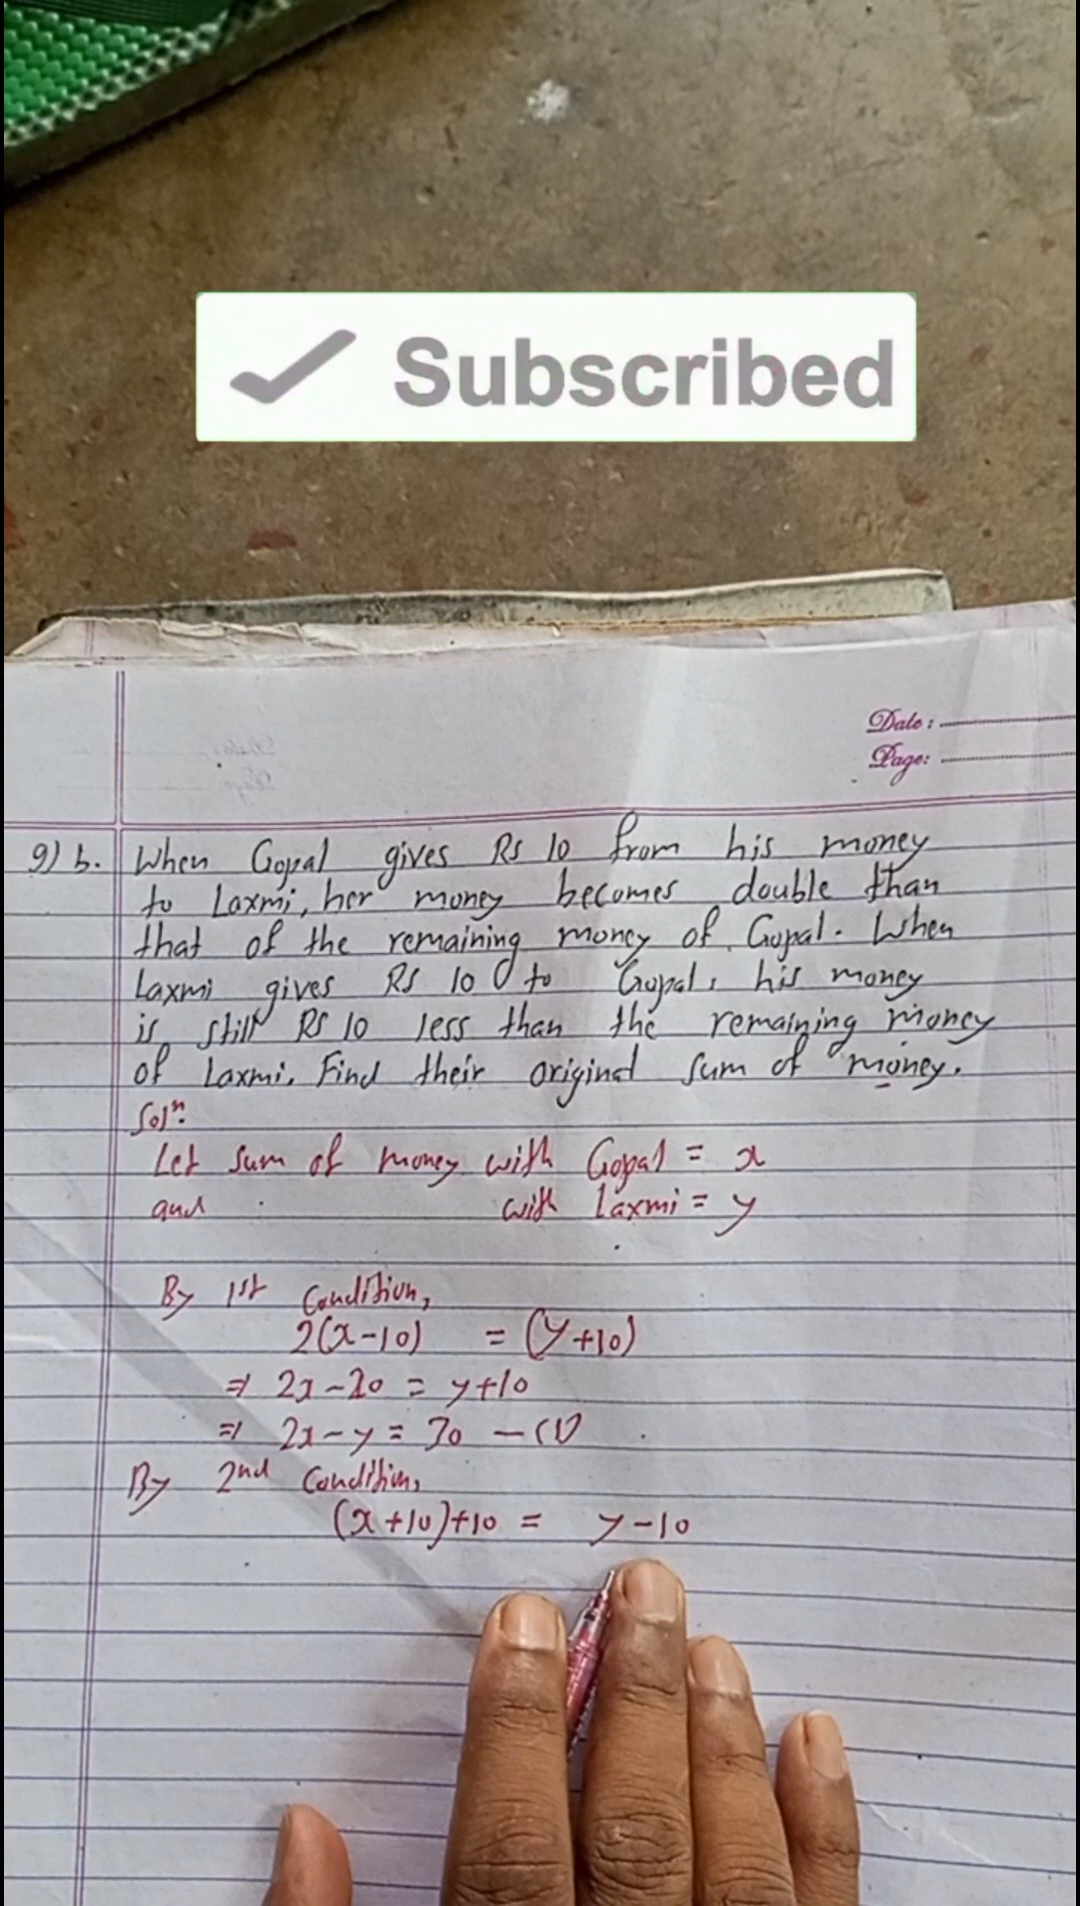 Subscribed
Date:
Page:
9) b. When Gopal gives Rs 10 from his money
to Laxmi, her money becomes double than
that of the remaining money of Gopal. When
Laxmi gives Rs 10 to Gopal, his money
is still Rs 10 less than the remaining money
of Laxmi. Find their original sum of money.
Solⁿ:
Let sum of money with Gopal = x
and with Laxmi = y
By 1st Condition,
2(x-10) = (y+10)
⇒ 2x-20 = y+10
⇒ 2x-y = 30 — (1)
By 2nd Condition,
(x+10)+10 = y-10